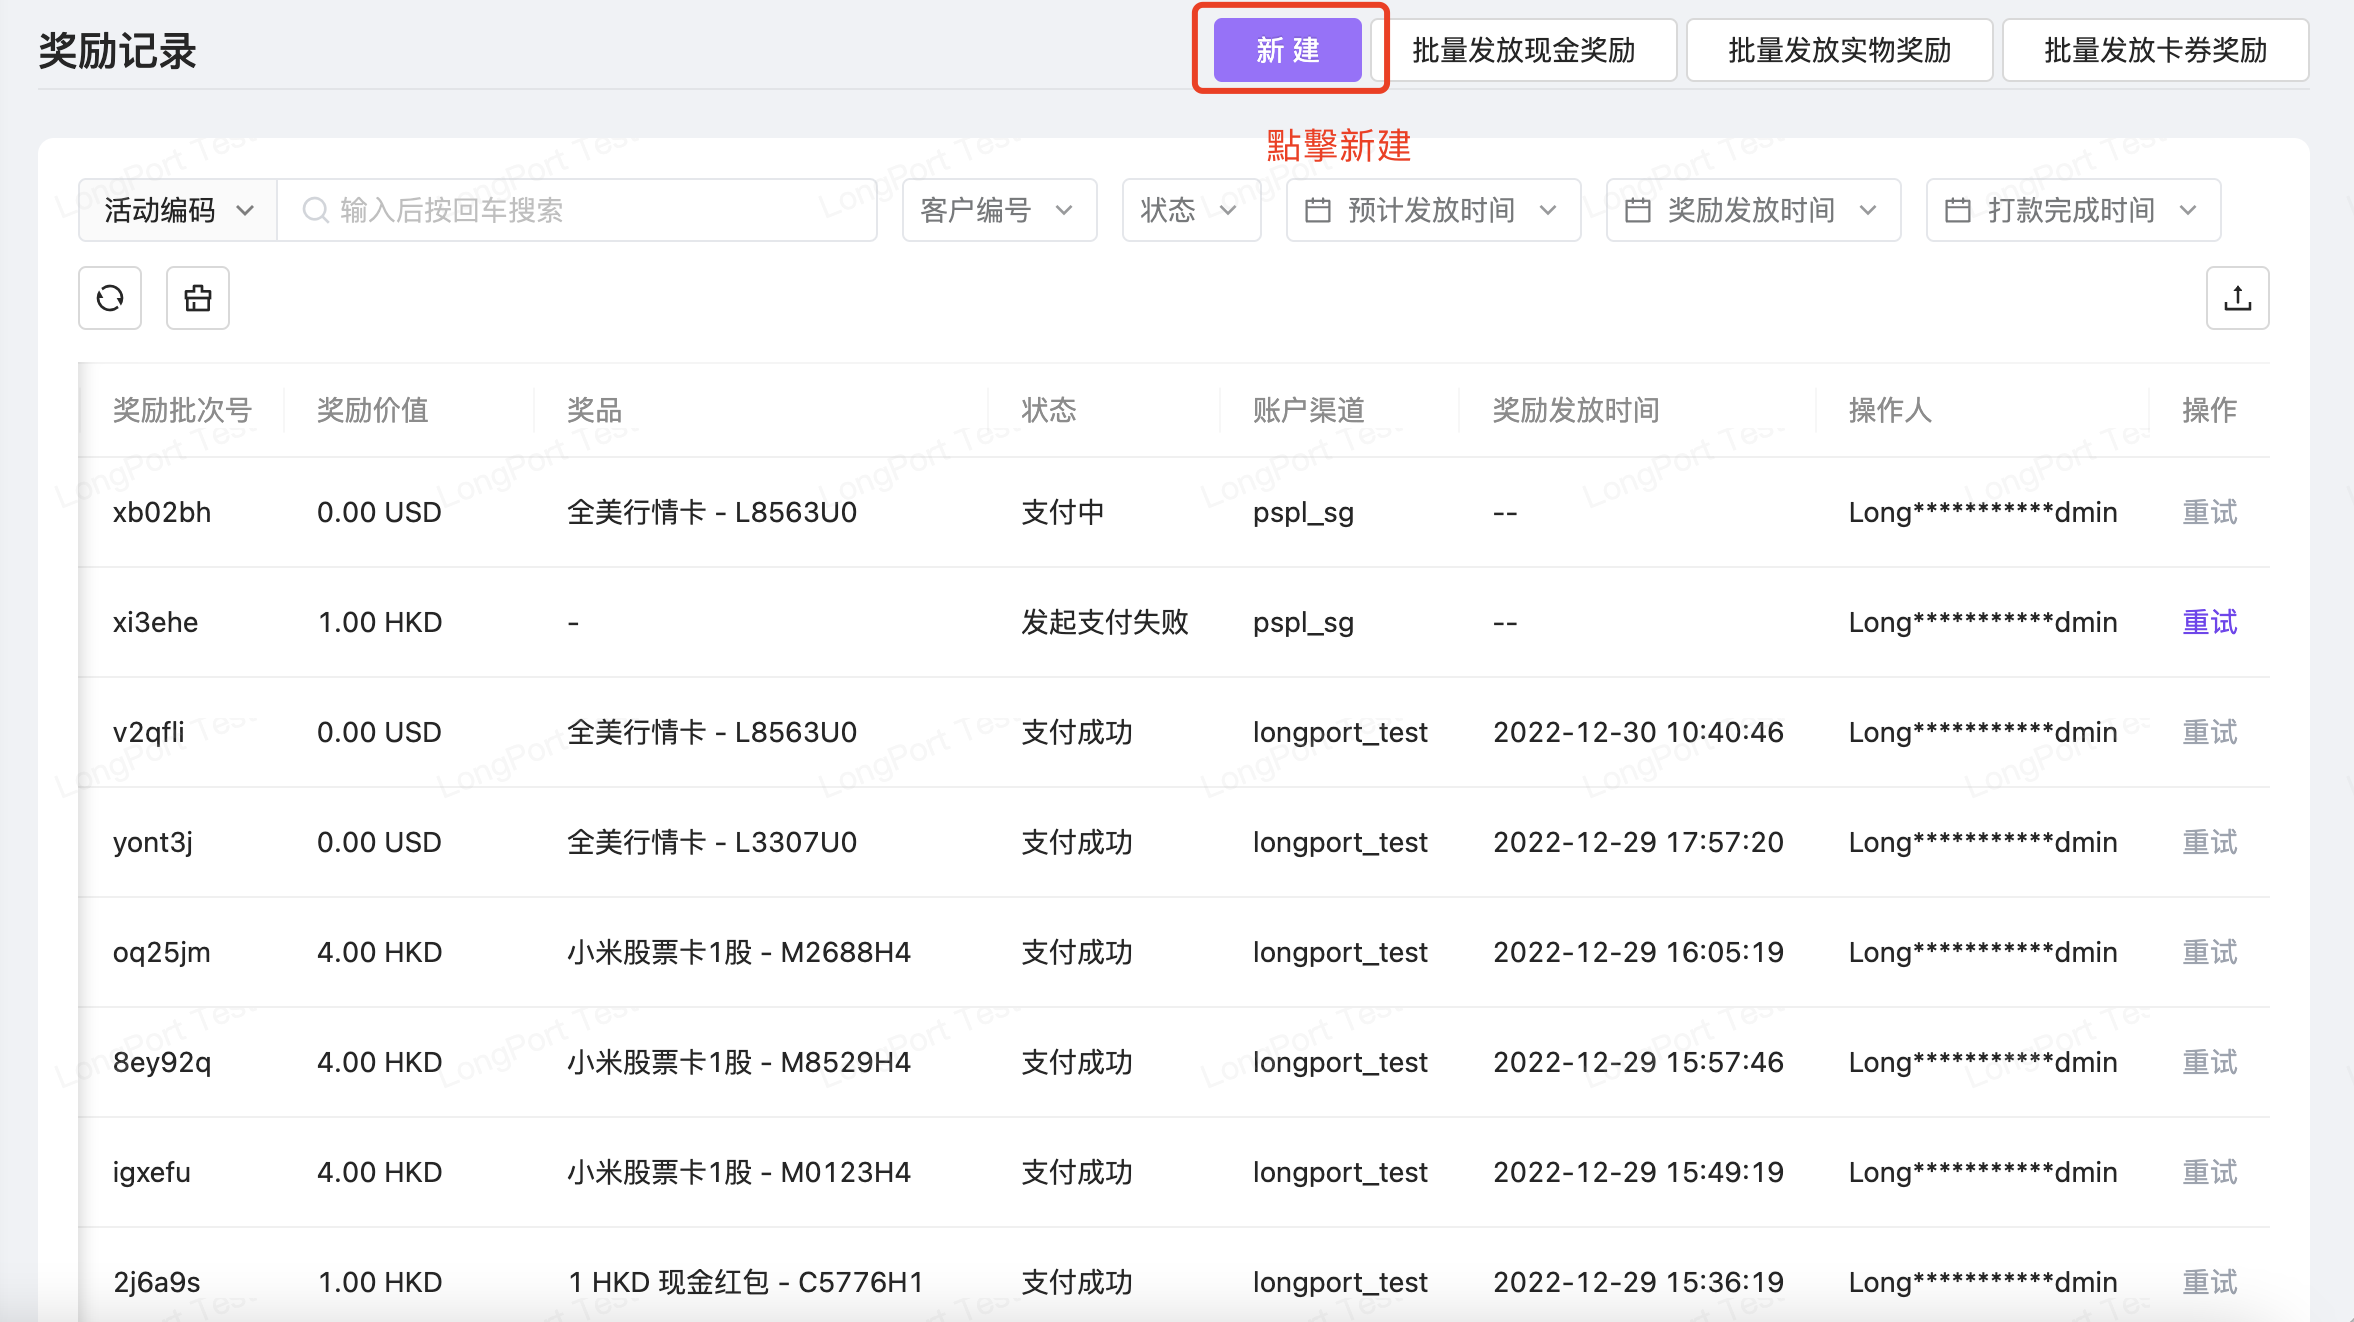 奖励记录
新 建 批量发放现金奖励 批量发放实物奖励 批量发放卡券奖励
點擊新建
活动编码 输入后按回车搜索 客户编号 状态 预计发放时间 奖励发放时间 打款完成时间
奖励批次号 奖励价值 奖品 状态 账户渠道 奖励发放时间 操作人 操作
xb02bh 0.00 USD 全美行情卡 - L8563U0 支付中 pspl_sg -- Long***********dmin 重试
xi3ehe 1.00 HKD - 发起支付失败 pspl_sg -- Long***********dmin 重试
v2qfli 0.00 USD 全美行情卡 - L8563U0 支付成功 longport_test 2022-12-30 10:40:46 Long***********dmin 重试
yont3j 0.00 USD 全美行情卡 - L3307U0 支付成功 longport_test 2022-12-29 17:57:20 Long***********dmin 重试
oq25jm 4.00 HKD 小米股票卡1股 - M2688H4 支付成功 longport_test 2022-12-29 16:05:19 Long***********dmin 重试
8ey92q 4.00 HKD 小米股票卡1股 - M8529H4 支付成功 longport_test 2022-12-29 15:57:46 Long***********dmin 重试
igxefu 4.00 HKD 小米股票卡1股 - M0123H4 支付成功 longport_test 2022-12-29 15:49:19 Long***********dmin 重试
2j6a9s 1.00 HKD 1 HKD 现金红包 - C5776H1 支付成功 longport_test 2022-12-29 15:36:19 Long***********dmin 重试
LongPort Test